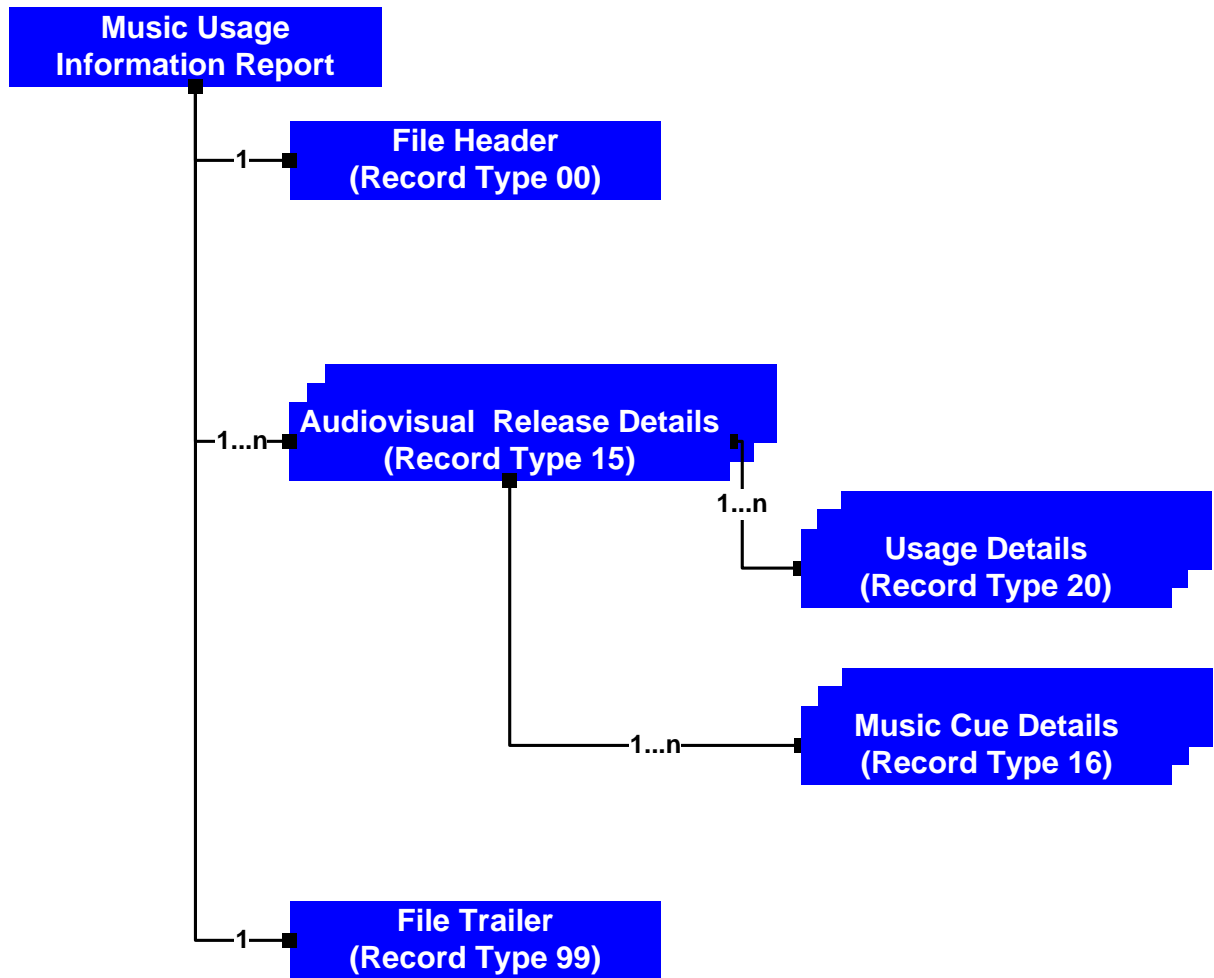 Music Usage
Information Report
1
File Header
(Record Type 00)
1...n
Audiovisual  Release Details
(Record Type 15)
1...n
Usage Details
(Record Type 20)
1...n
Music Cue Details
(Record Type 16)
1
File Trailer
(Record Type 99)